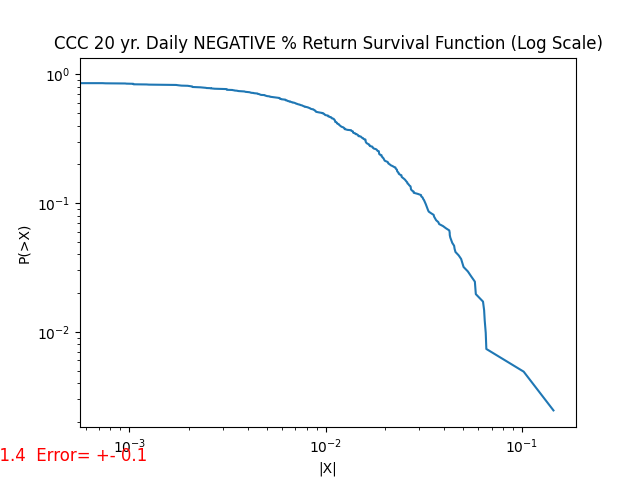 CCC 20 yr. Daily NEGATIVE % Return Survival Function (Log Scale)
10⁰
10⁻¹
10⁻²
P(>X)
10⁻³ 10⁻² 10⁻¹
1.4 Error= +- 0.1
|X|